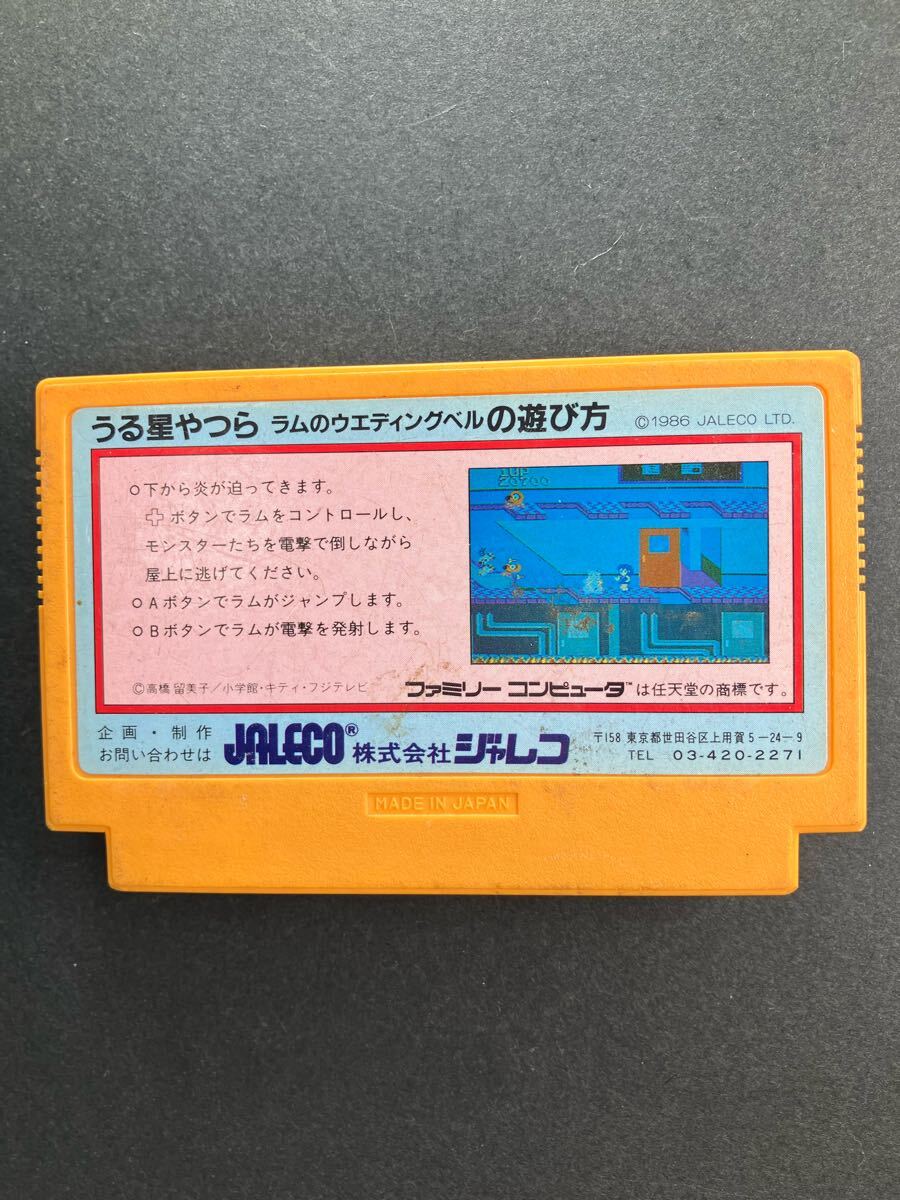 うる星やつら ラムのウエディングベルの遊び方 ©1986 JALECO LTD.
○下から炎が迫ってきます。
ボタンでラムをコントロールし、
モンスターたちを電撃で倒しながら
屋上に逃げてください。
○Aボタンでラムがジャンプします。
○Bボタンでラムが電撃を発射します。
1UP
20700
©高橋留美子/小学館・キティ・フジテレビ
ファミリーコンピュータ™は任天堂の商標です。
企画・制作
お問い合わせは
JALECO® 株式会社ジャレコ
〒158 東京都世田谷区上用賀5-24-9
TEL 03-420-2271
MADE IN JAPAN